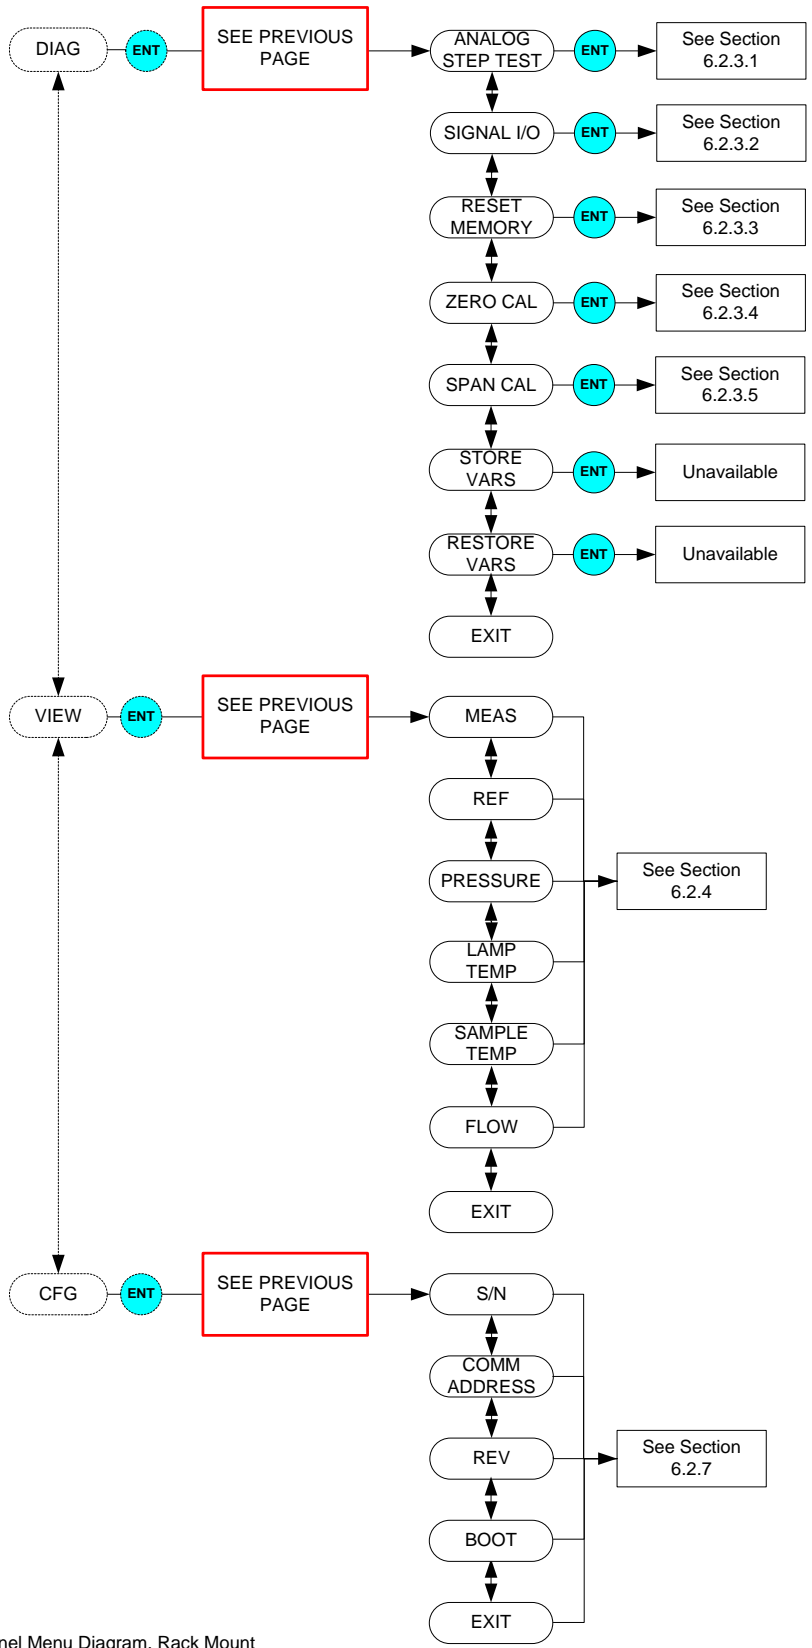 DIAG
ENT
SEE PREVIOUS
PAGE
ANALOG
STEP TEST
ENT
See Section
6.2.3.1
SIGNAL I/O
ENT
See Section
6.2.3.2
RESET
MEMORY
ENT
See Section
6.2.3.3
ZERO CAL
ENT
See Section
6.2.3.4
SPAN CAL
ENT
See Section
6.2.3.5
STORE
VARS
ENT
Unavailable
RESTORE
VARS
ENT
Unavailable
EXIT
VIEW
ENT
SEE PREVIOUS
PAGE
MEAS
REF
PRESSURE
LAMP
TEMP
SAMPLE
TEMP
FLOW
EXIT
See Section
6.2.4
CFG
ENT
SEE PREVIOUS
PAGE
S/N
COMM
ADDRESS
REV
BOOT
EXIT
See Section
6.2.7
Menu Diagram, Rack Mount